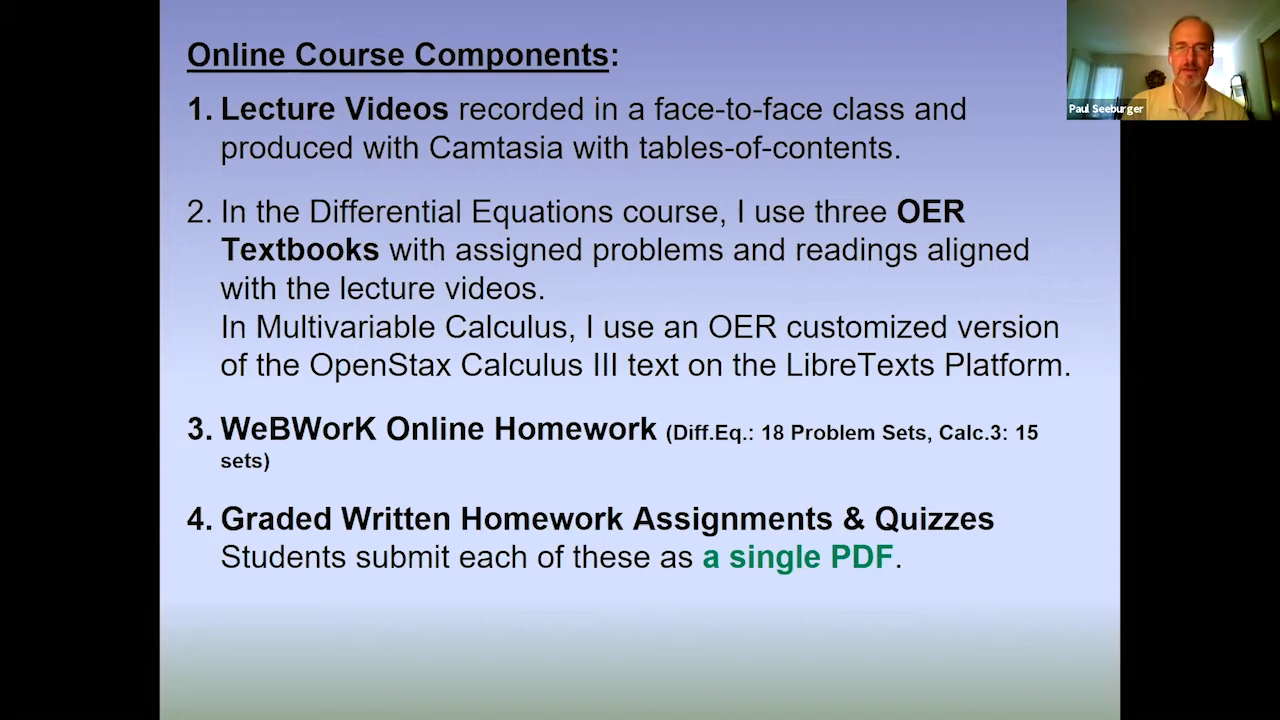 Online Course Components:
1. Lecture Videos recorded in a face-to-face class and
produced with Camtasia with tables-of-contents.
2. In the Differential Equations course, I use three OER
Textbooks with assigned problems and readings aligned
with the lecture videos.
In Multivariable Calculus, I use an OER customized version
of the OpenStax Calculus III text on the LibreTexts Platform.
3. WeBWorK Online Homework (Diff.Eq.: 18 Problem Sets, Calc.3: 15
sets)
4. Graded Written Homework Assignments & Quizzes
Students submit each of these as a single PDF.
Paul Seeburger